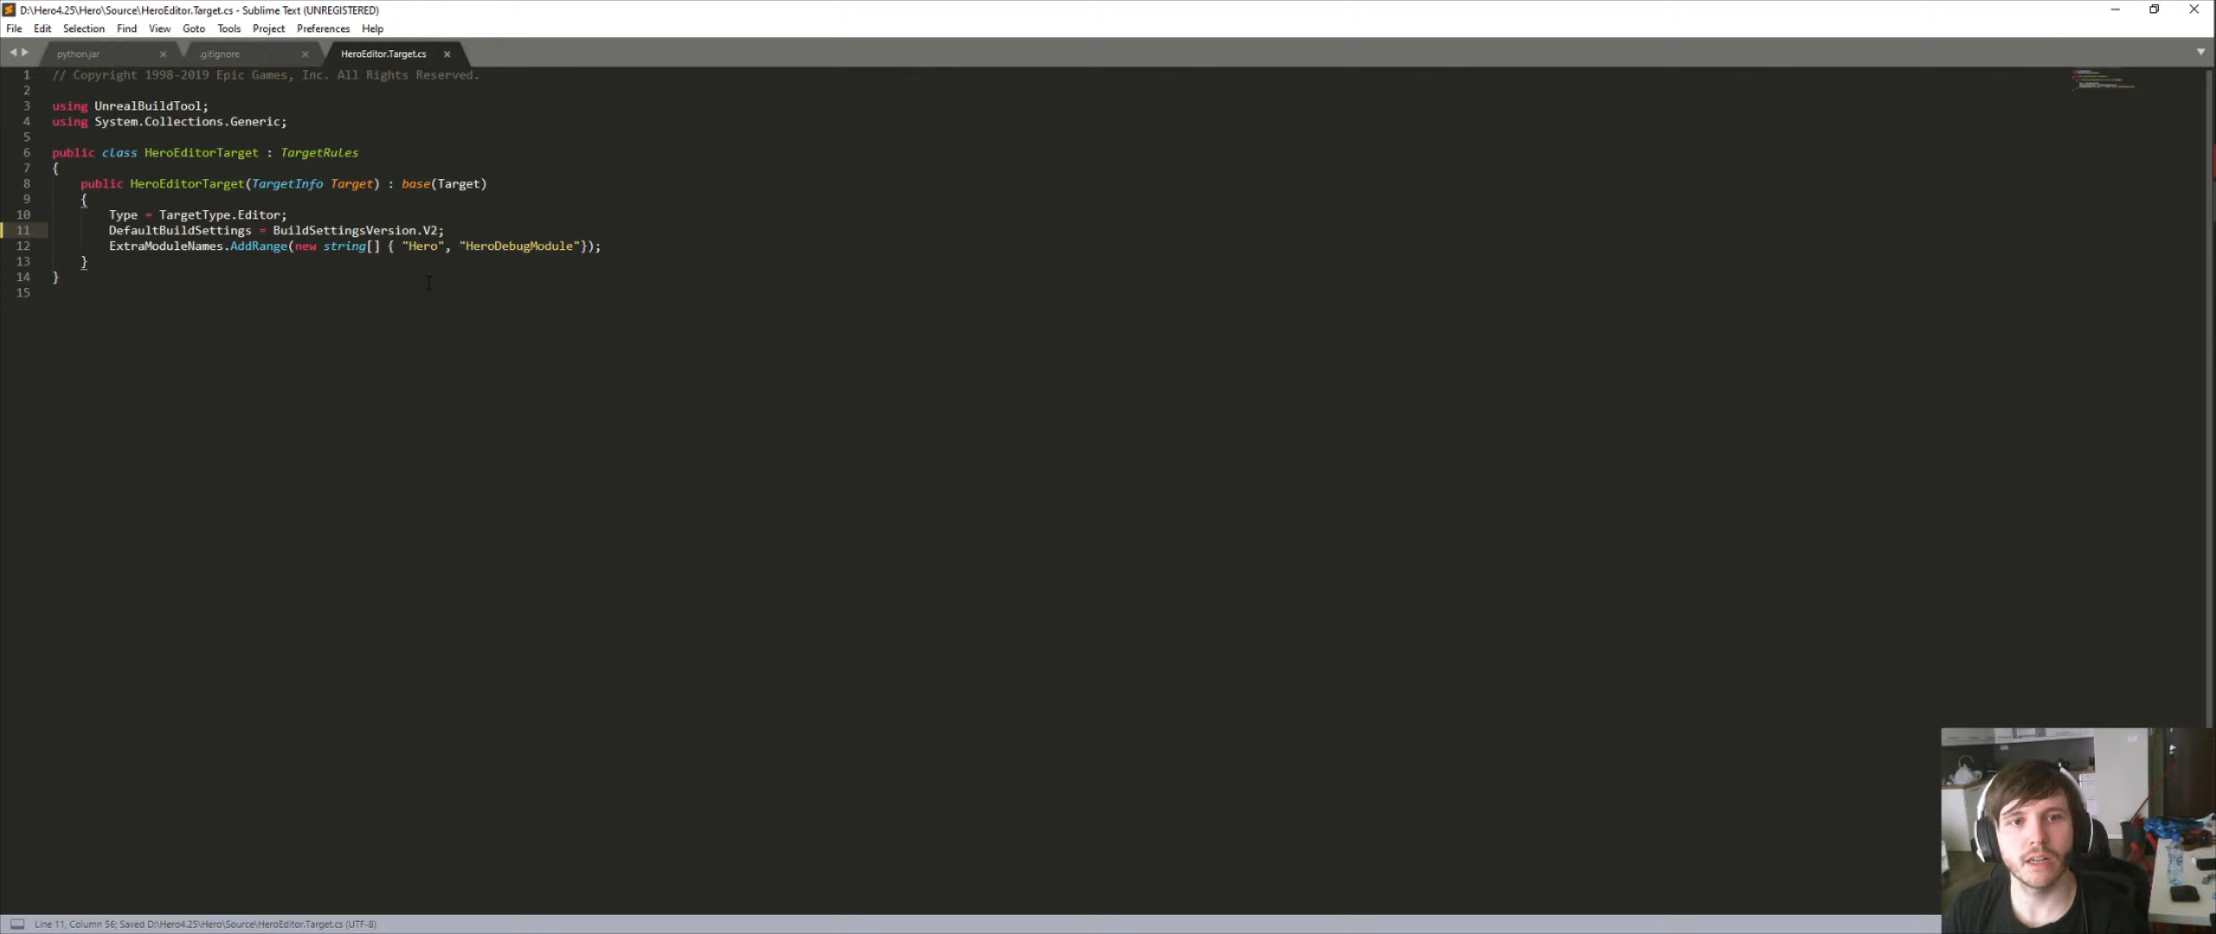 D:\Hero4.25\Hero\Source\HeroEditor.Target.cs - Sublime Text (UNREGISTERED)
File Edit Selection Find View Goto Tools Project Preferences Help
python.jar × .gitignore × HeroEditor.Target.cs ×
1 // Copyright 1998-2019 Epic Games, Inc. All Rights Reserved.
2
3 using UnrealBuildTool;
4 using System.Collections.Generic;
5
6 public class HeroEditorTarget : TargetRules
7 {
8 public HeroEditorTarget(TargetInfo Target) : base(Target)
9 {
10 Type = TargetType.Editor;
11 DefaultBuildSettings = BuildSettingsVersion.V2;
12 ExtraModuleNames.AddRange(new string[] { "Hero", "HeroDebugModule"});
13 }
14 }
15
Line 11, Column 56; Saved D:\Hero4.25\Hero\Source\HeroEditor.Target.cs (UTF-8)